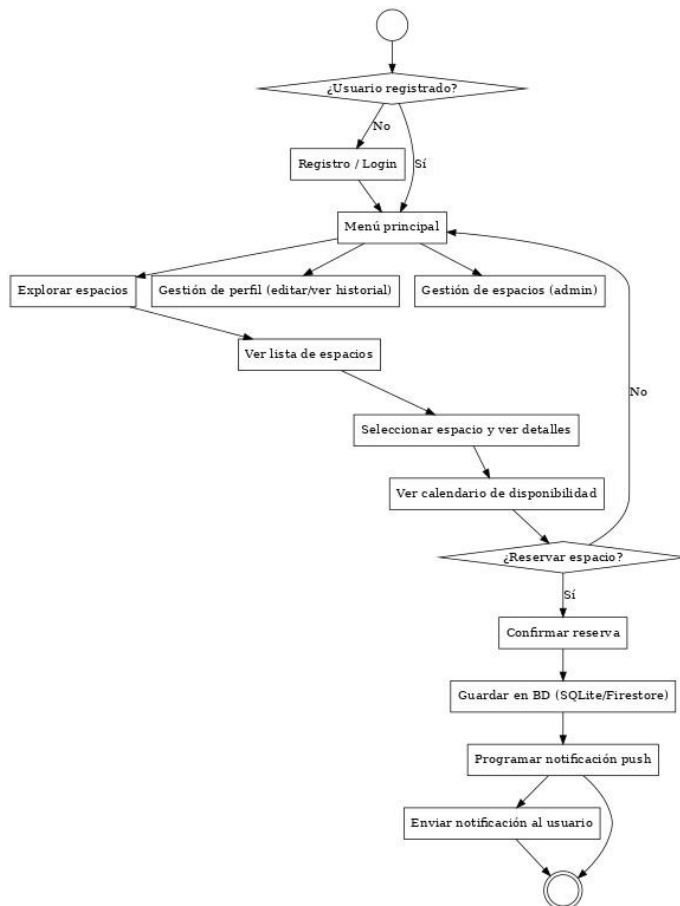 ¿Usuario registrado?
No
Registro / Login
Sí
Menú principal
Explorar espacios
Gestión de perfil (editar/ver historial)
Gestión de espacios (admin)
Ver lista de espacios
No
Seleccionar espacio y ver detalles
Ver calendario de disponibilidad
¿Reservar espacio?
Sí
Confirmar reserva
Guardar en BD (SQLite/Firestore)
Programar notificación push
Enviar notificación al usuario